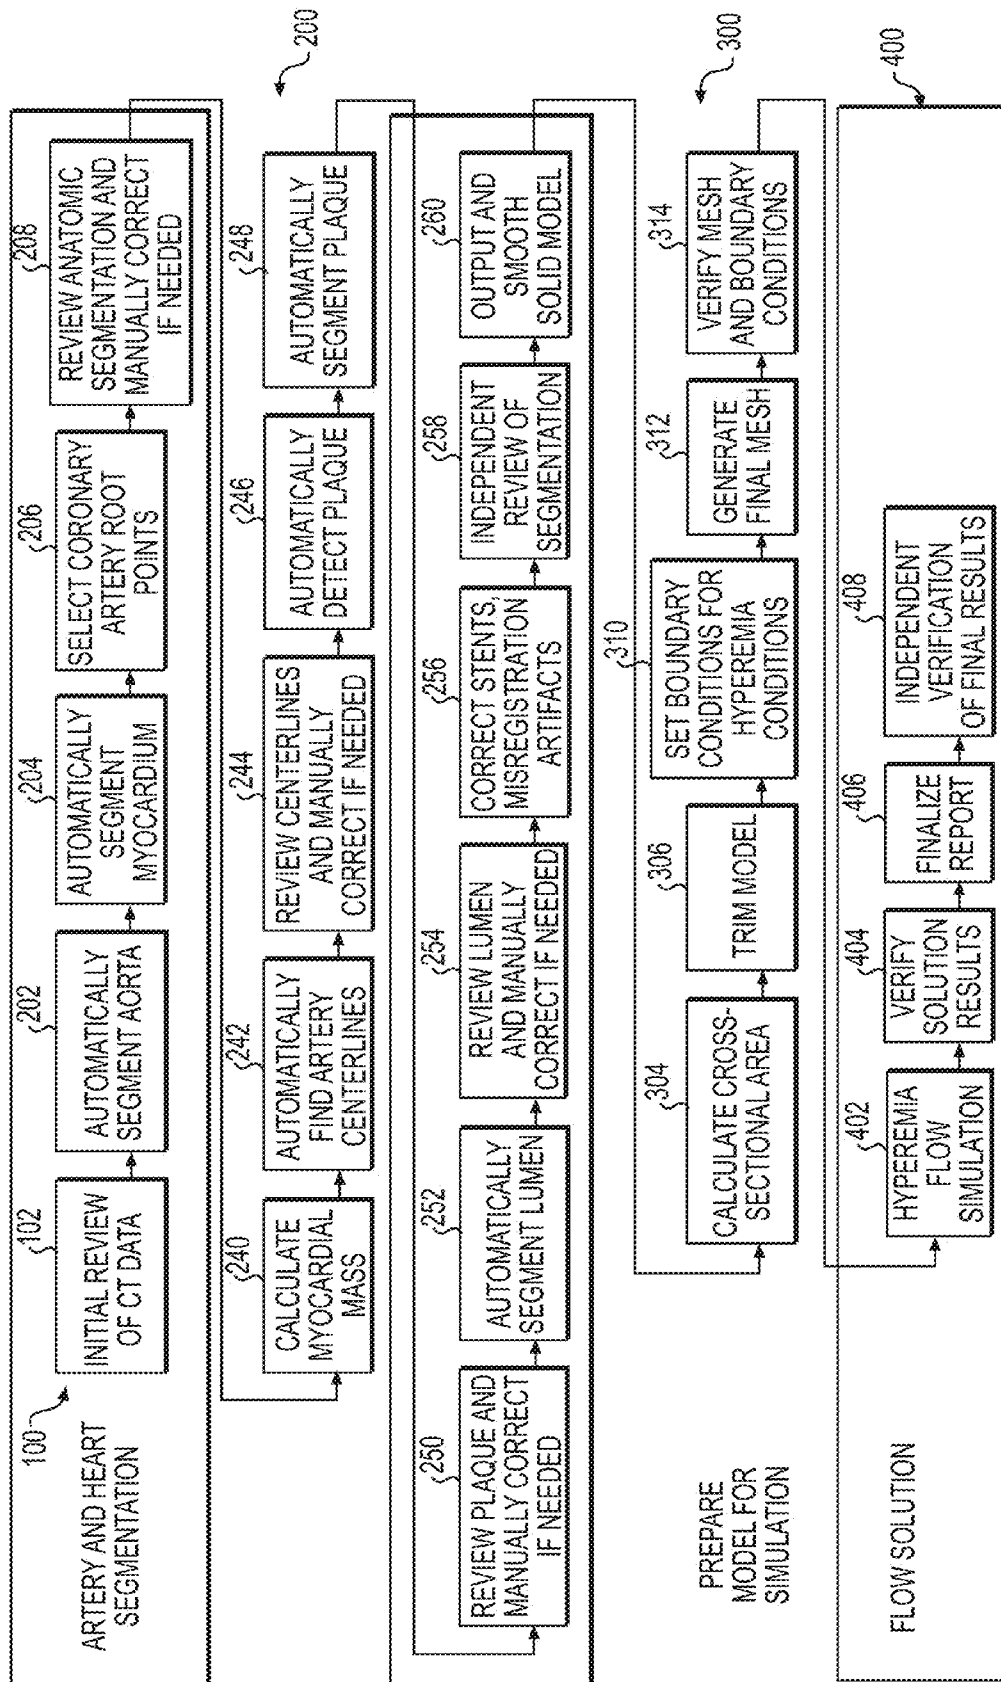 100
ARTERY AND HEART
SEGMENTATION
102
INITIAL REVIEW
OF CT DATA
202
AUTOMATICALLY
SEGMENT AORTA
204
AUTOMATICALLY
SEGMENT
MYOCARDIUM
206
SELECT CORONARY
ARTERY ROOT
POINTS
208
REVIEW ANATOMIC
SEGMENTATION AND
MANUALLY CORRECT
IF NEEDED
200
240
CALCULATE
MYOCARDIAL
MASS
242
AUTOMATICALLY
FIND ARTERY
CENTERLINES
244
REVIEW CENTERLINES
AND MANUALLY
CORRECT IF NEEDED
246
AUTOMATICALLY
DETECT PLAQUE
248
AUTOMATICALLY
SEGMENT PLAQUE
250
REVIEW PLAQUE AND
MANUALLY CORRECT
IF NEEDED
252
AUTOMATICALLY
SEGMENT LUMEN
254
REVIEW LUMEN
AND MANUALLY
CORRECT IF NEEDED
256
CORRECT STENTS,
MISREGISTRATION
ARTIFACTS
258
INDEPENDENT
REVIEW OF
SEGMENTATION
260
OUTPUT AND
SMOOTH
SOLID MODEL
300
PREPARE
MODEL FOR
SIMULATION
304
CALCULATE CROSS-
SECTIONAL AREA
306
TRIM MODEL
310
SET BOUNDARY
CONDITIONS FOR
HYPEREMIA
CONDITIONS
312
GENERATE
FINAL MESH
314
VERIFY MESH
AND BOUNDARY
CONDITIONS
400
FLOW SOLUTION
402
HYPEREMIA
FLOW
SIMULATION
404
VERIFY
SOLUTION
RESULTS
406
FINALIZE
REPORT
408
INDEPENDENT
VERIFICATION
OF FINAL RESULTS